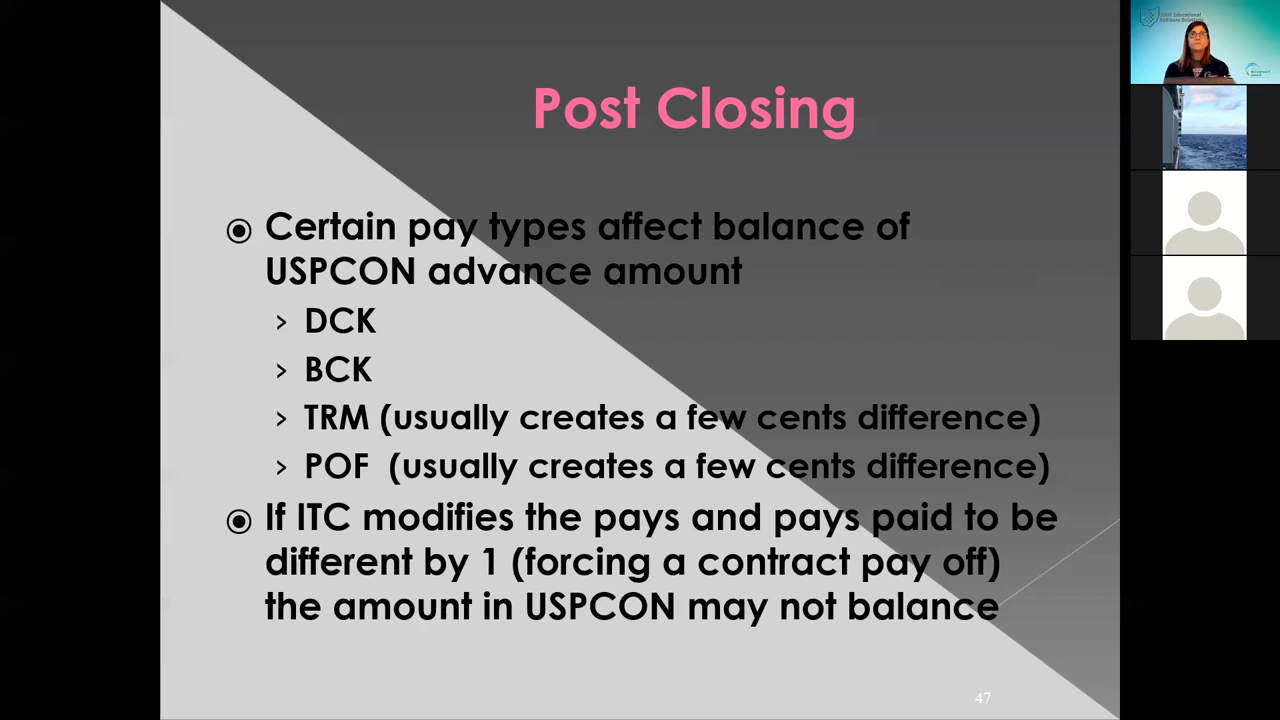 Post Closing
Certain pay types affect balance of
USPCON advance amount
› DCK
› BCK
› TRM (usually creates a few cents difference)
› POF (usually creates a few cents difference)
If ITC modifies the pays and pays paid to be
different by 1 (forcing a contract pay off)
the amount in USPCON may not balance
47